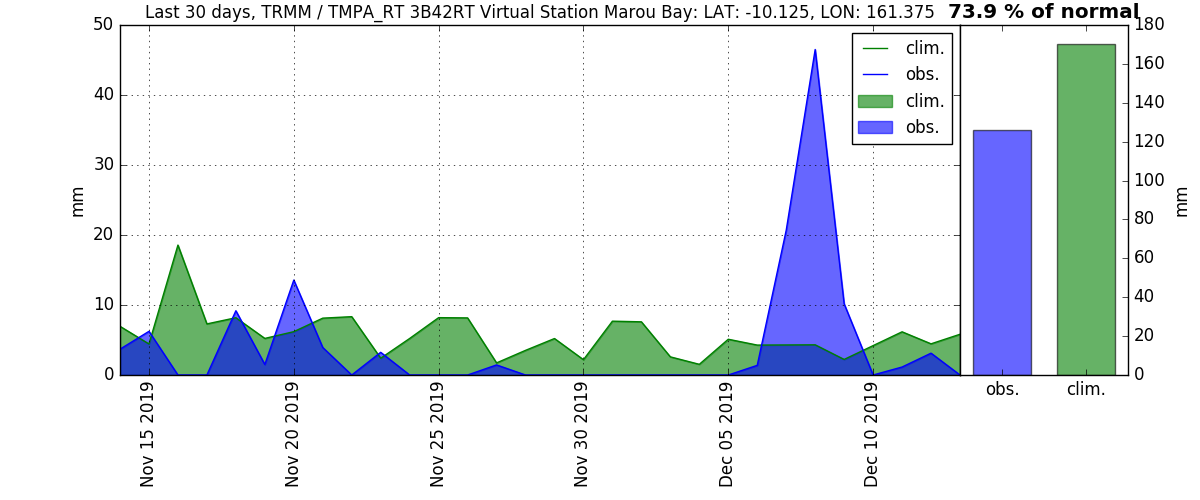 Last 30 days, TRMM / TMPA_RT 3B42RT Virtual Station Marou Bay: LAT: -10.125, LON: 161.375 73.9 % of normal
50
40
30
20
10
0
mm
clim.
obs.
clim.
obs.
180
160
140
120
100
80
60
40
20
0
mm
Nov 15 2019
Nov 20 2019
Nov 25 2019
Nov 30 2019
Dec 05 2019
Dec 10 2019
obs.
clim.